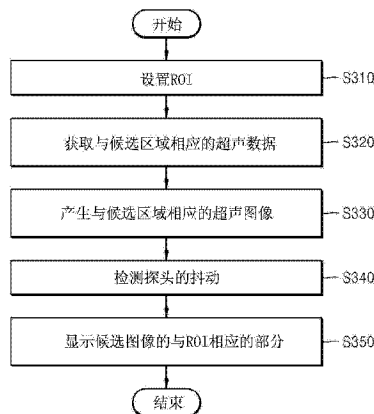 开始
设置ROI
S310
获取与候选区域相应的超声数据
S320
产生与候选区域相应的超声图像
S330
检测探头的抖动
S340
显示候选图像的与ROI相应的部分
S350
结束